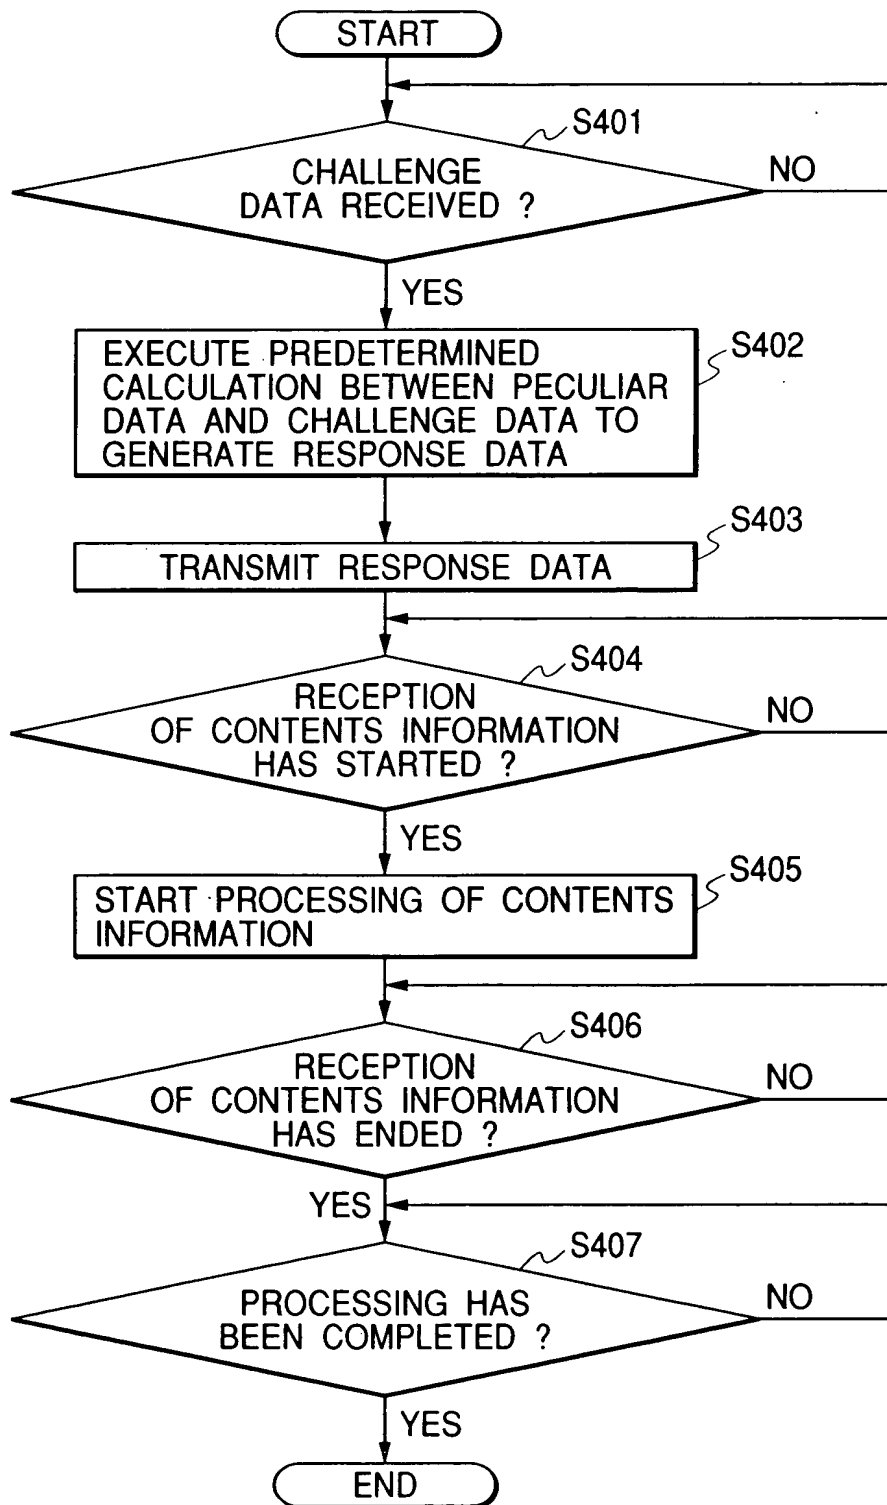 START
S401
CHALLENGE
DATA RECEIVED ?
NO
YES
S402
EXECUTE PREDETERMINED
CALCULATION BETWEEN PECULIAR
DATA AND CHALLENGE DATA TO
GENERATE RESPONSE DATA
S403
TRANSMIT RESPONSE DATA
S404
RECEPTION
OF CONTENTS INFORMATION
HAS STARTED ?
NO
YES
S405
START PROCESSING OF CONTENTS
INFORMATION
S406
RECEPTION
OF CONTENTS INFORMATION
HAS ENDED ?
NO
YES
S407
PROCESSING HAS
BEEN COMPLETED ?
NO
YES
END